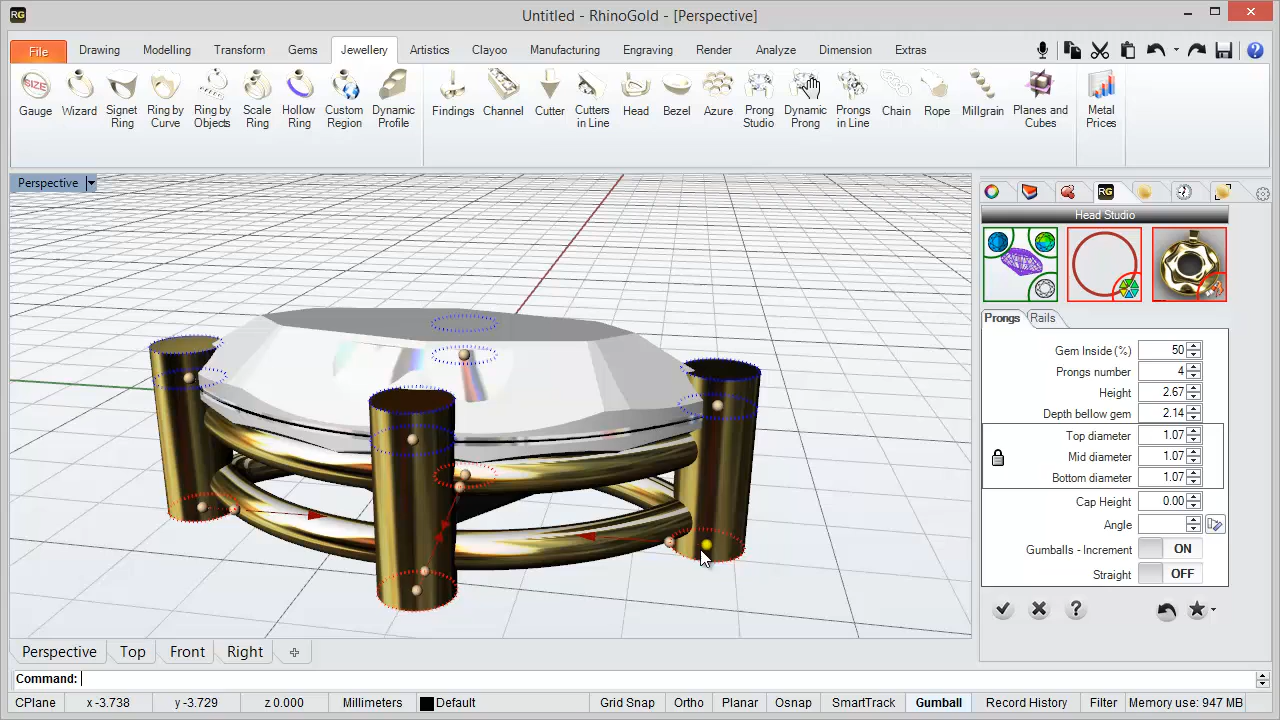 RG
Untitled - RhinoGold - [Perspective]
File Drawing Modelling Transform Gems Jewellery Artistics Clayoo Manufacturing Engraving Render Analyze Dimension Extras
SIZE
Gauge Wizard Signet Ring Ring by Curve Ring by Objects Scale Ring Hollow Ring Custom Region Dynamic Profile Findings Channel Cutter Cutters in Line Head Bezel Azure Prong Studio Dynamic Prong Prongs in Line Chain Rope Millgrain Planes and Cubes Metal Prices
Perspective
RG
Head Studio
Prongs Rails
Gem Inside (%) 50
Prongs number 4
Height 2.67
Depth bellow gem 2.14
Top diameter 1.07
Mid diameter 1.07
Bottom diameter 1.07
Cap Height 0.00
Angle
Gumballs - Increment ON
Straight OFF
Perspective Top Front Right
Command:
CPlane x -3.738 y -3.729 z 0.000 Millimeters Default Grid Snap Ortho Planar Osnap SmartTrack Gumball Record History Filter Memory use: 947 MB